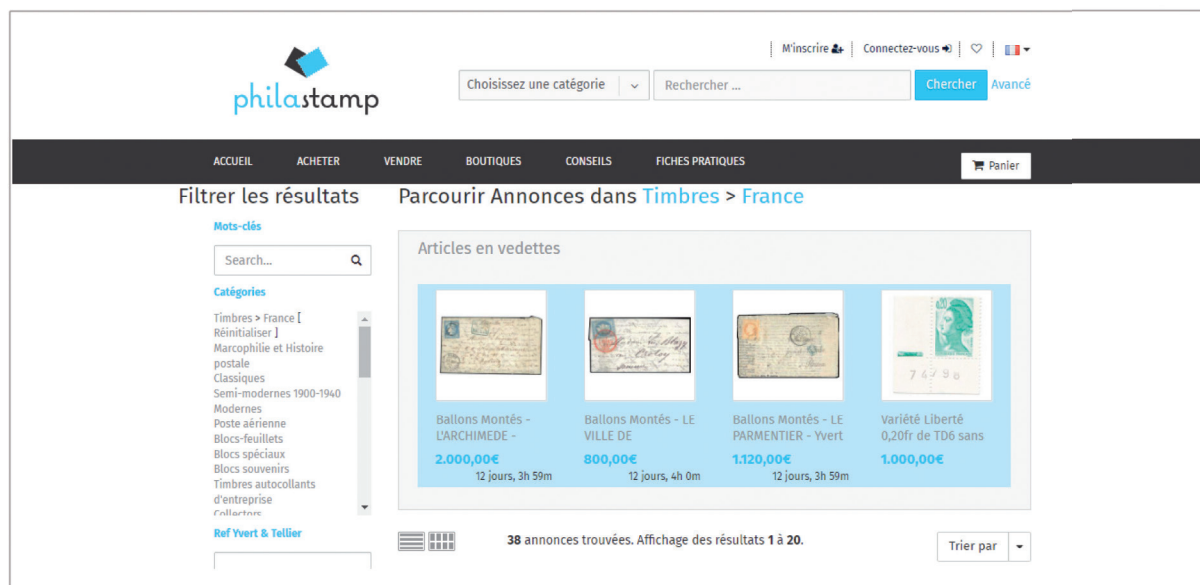 M'inscrire
Connectez-vous
philastamp
Choisissez une catégorie
Rechercher ...
Chercher
Avancé
ACCUEIL
ACHETER
VENDRE
BOUTIQUES
CONSEILS
FICHES PRATIQUES
Panier
Filtrer les résultats
Mots-clés
Search...
Catégories
Timbres > France [
Réinitialiser ]
Marcophilie et Histoire
postale
Classiques
Semi-modernes 1900-1940
Modernes
Poste aérienne
Blocs-feuillets
Blocs spéciaux
Blocs souvenirs
Timbres autocollants
d'entreprise
Collectors
Ref Yvert & Tellier
Parcourir Annonces dans Timbres > France
Articles en vedettes
Ballons Montés -
L'ARCHIMEDE -
2.000,00€
12 jours, 3h 59m
Ballons Montés - LE
VILLE DE
800,00€
12 jours, 4h 0m
Ballons Montés - LE
PARMENTIER - Yvert
1.120,00€
12 jours, 3h 59m
74798
Variété Liberté
0,20fr de TD6 sans
1.000,00€
38 annonces trouvées. Affichage des résultats 1 à 20.
Trier par